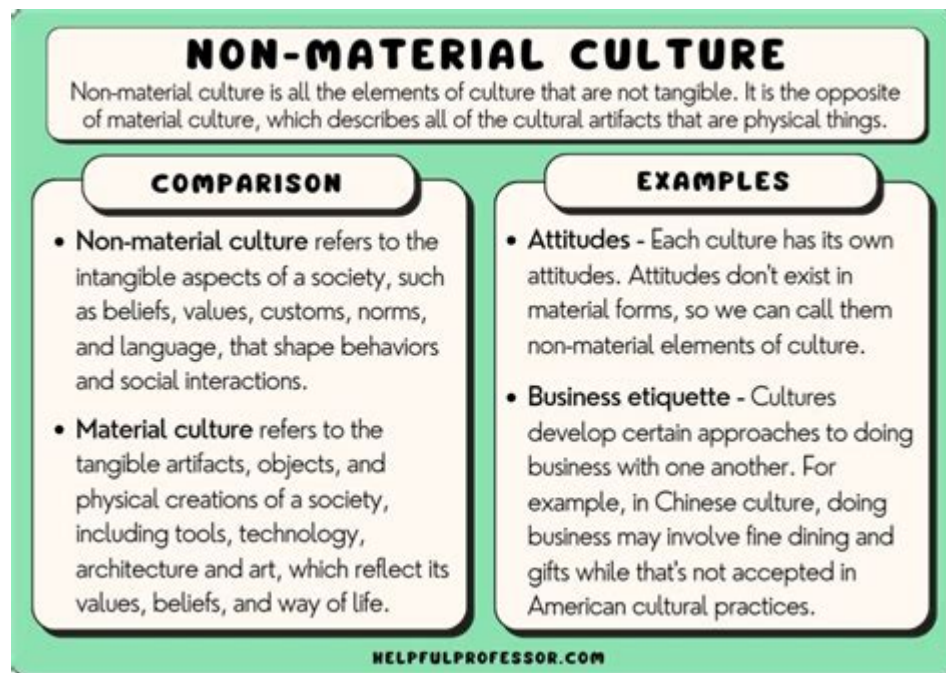 NON-MATERIAL CULTURE
Non-material culture is all the elements of culture that are not tangible. It is the opposite
of material culture, which describes all of the cultural artifacts that are physical things.
COMPARISON
• Non-material culture refers to the
intangible aspects of a society, such
as beliefs, values, customs, norms,
and language, that shape behaviors
and social interactions.
• Material culture refers to the
tangible artifacts, objects, and
physical creations of a society,
including tools, technology,
architecture and art, which reflect its
values, beliefs, and way of life.
EXAMPLES
• Attitudes - Each culture has its own
attitudes. Attitudes don't exist in
material forms, so we can call them
non-material elements of culture.
• Business etiquette - Cultures
develop certain approaches to doing
business with one another. For
example, in Chinese culture, doing
business may involve fine dining and
gifts while that's not accepted in
American cultural practices.
HELPFULPROFESSOR.COM